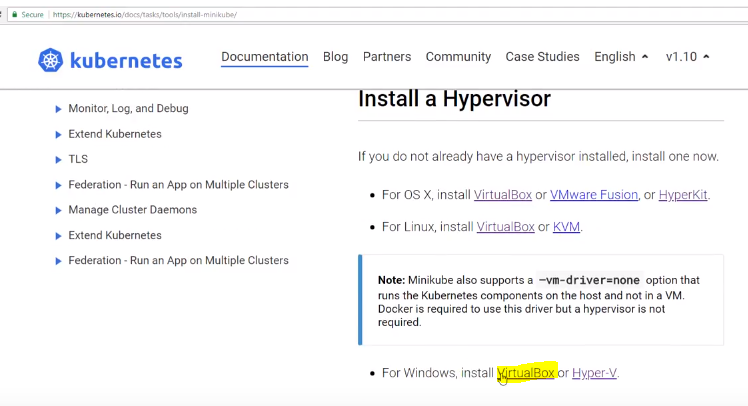 Secure https://kubernetes.io/docs/tasks/tools/install-minikube/
kubernetes Documentation Blog Partners Community Case Studies English v1.10
Monitor, Log, and Debug
Extend Kubernetes
TLS
Federation - Run an App on Multiple Clusters
Manage Cluster Daemons
Extend Kubernetes
Federation - Run an App on Multiple Clusters
Install a Hypervisor
If you do not already have a hypervisor installed, install one now.
• For OS X, install VirtualBox or VMware Fusion, or HyperKit.
• For Linux, install VirtualBox or KVM.
Note: Minikube also supports a —vm-driver=none option that
runs the Kubernetes components on the host and not in a VM.
Docker is required to use this driver but a hypervisor is not
required.
• For Windows, install VirtualBox or Hyper-V.